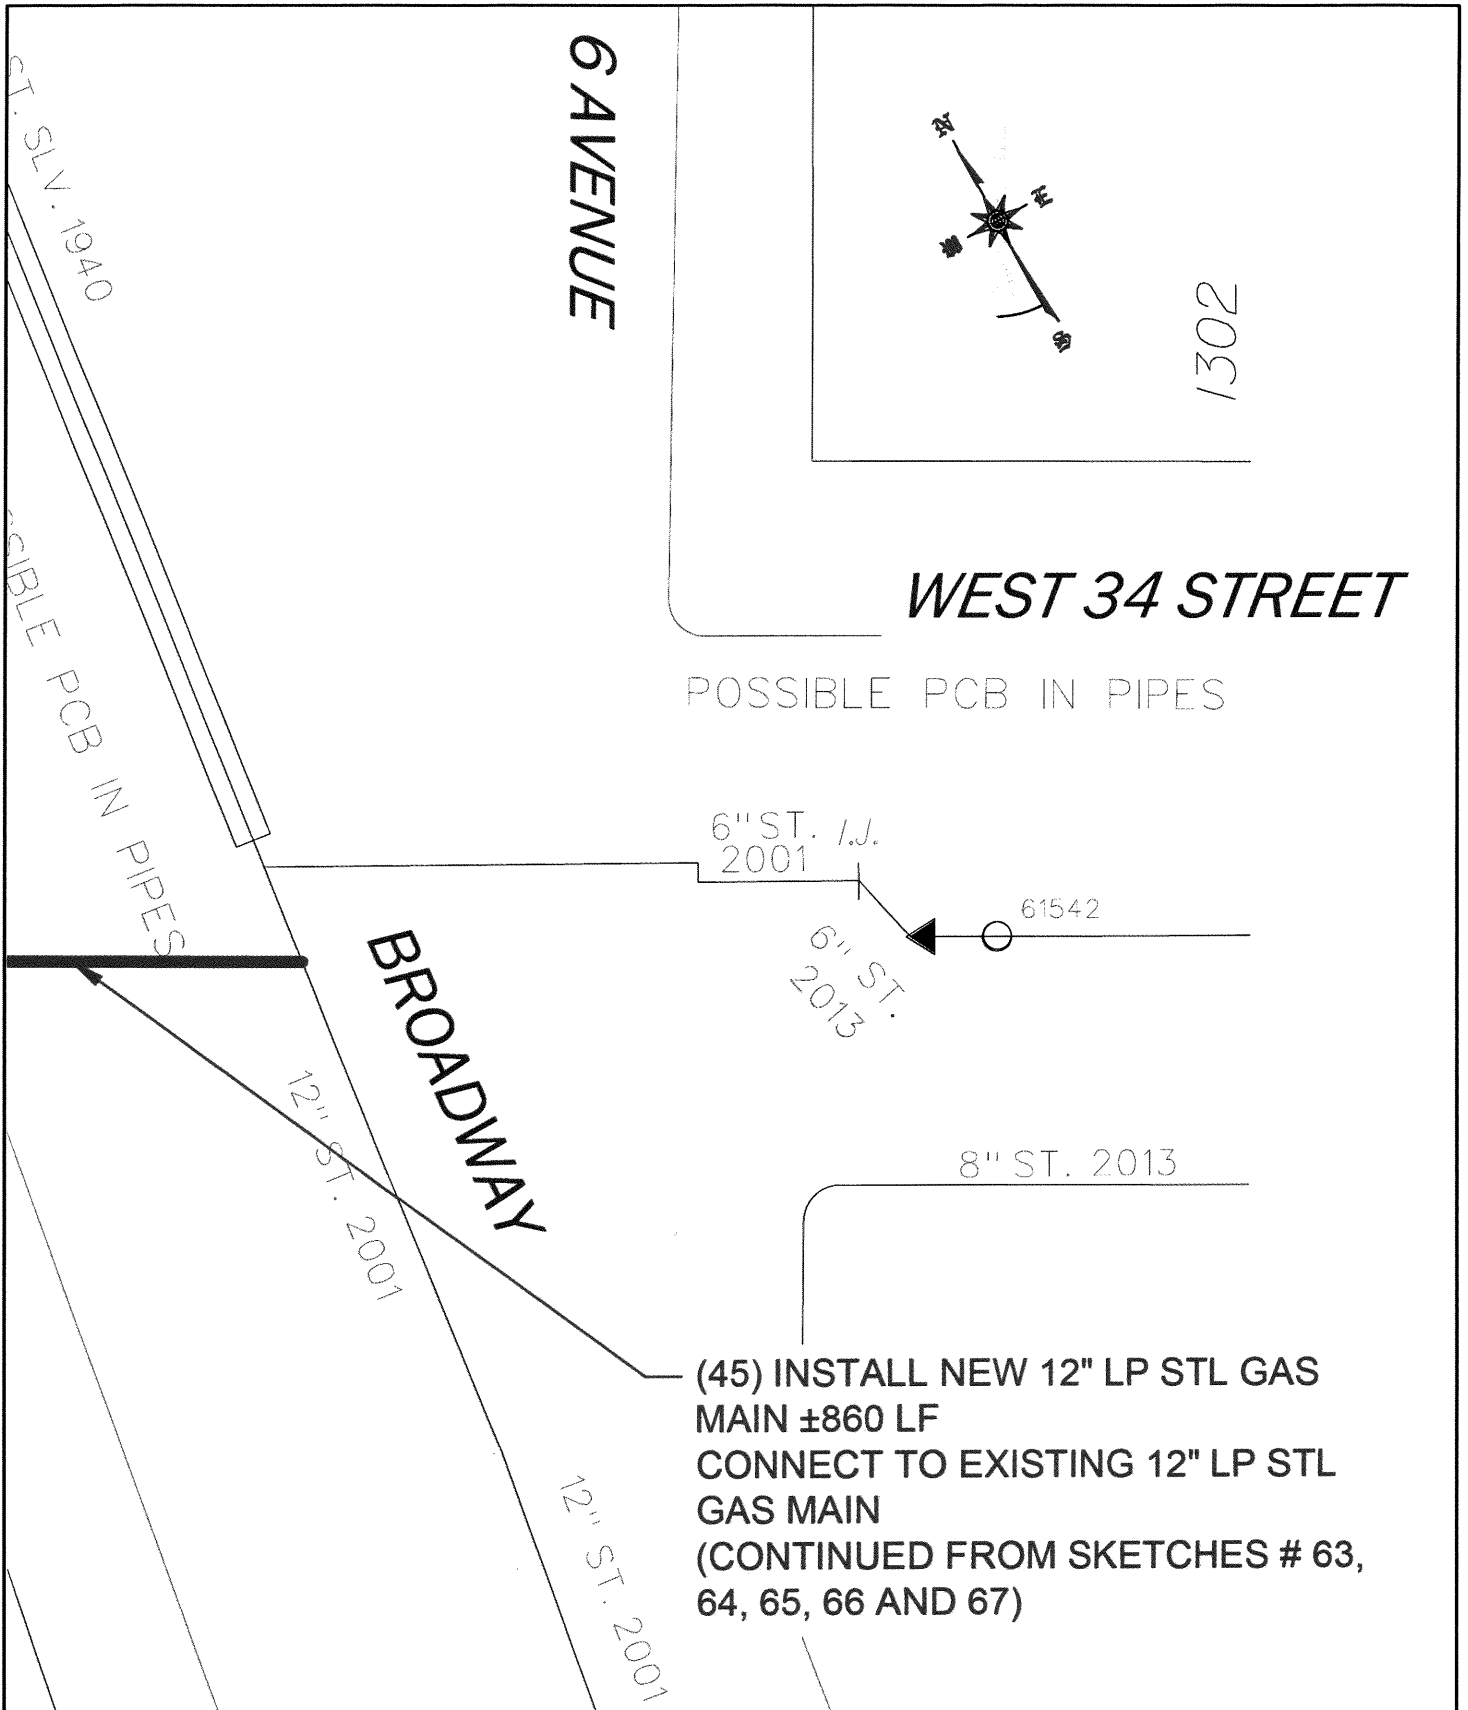 ST. SLV. 1940
6 AVENUE
N
E
W
S
1302
WEST 34 STREET
POSSIBLE PCB IN PIPES
PCB IN PIPES
6" ST. I.J.
2001
61542
6" ST.
2013
BROADWAY
12" ST. 2001
8" ST. 2013
(45) INSTALL NEW 12" LP STL GAS
MAIN ±860 LF
CONNECT TO EXISTING 12" LP STL
GAS MAIN
(CONTINUED FROM SKETCHES # 63,
64, 65, 66 AND 67)
12" ST. 2001